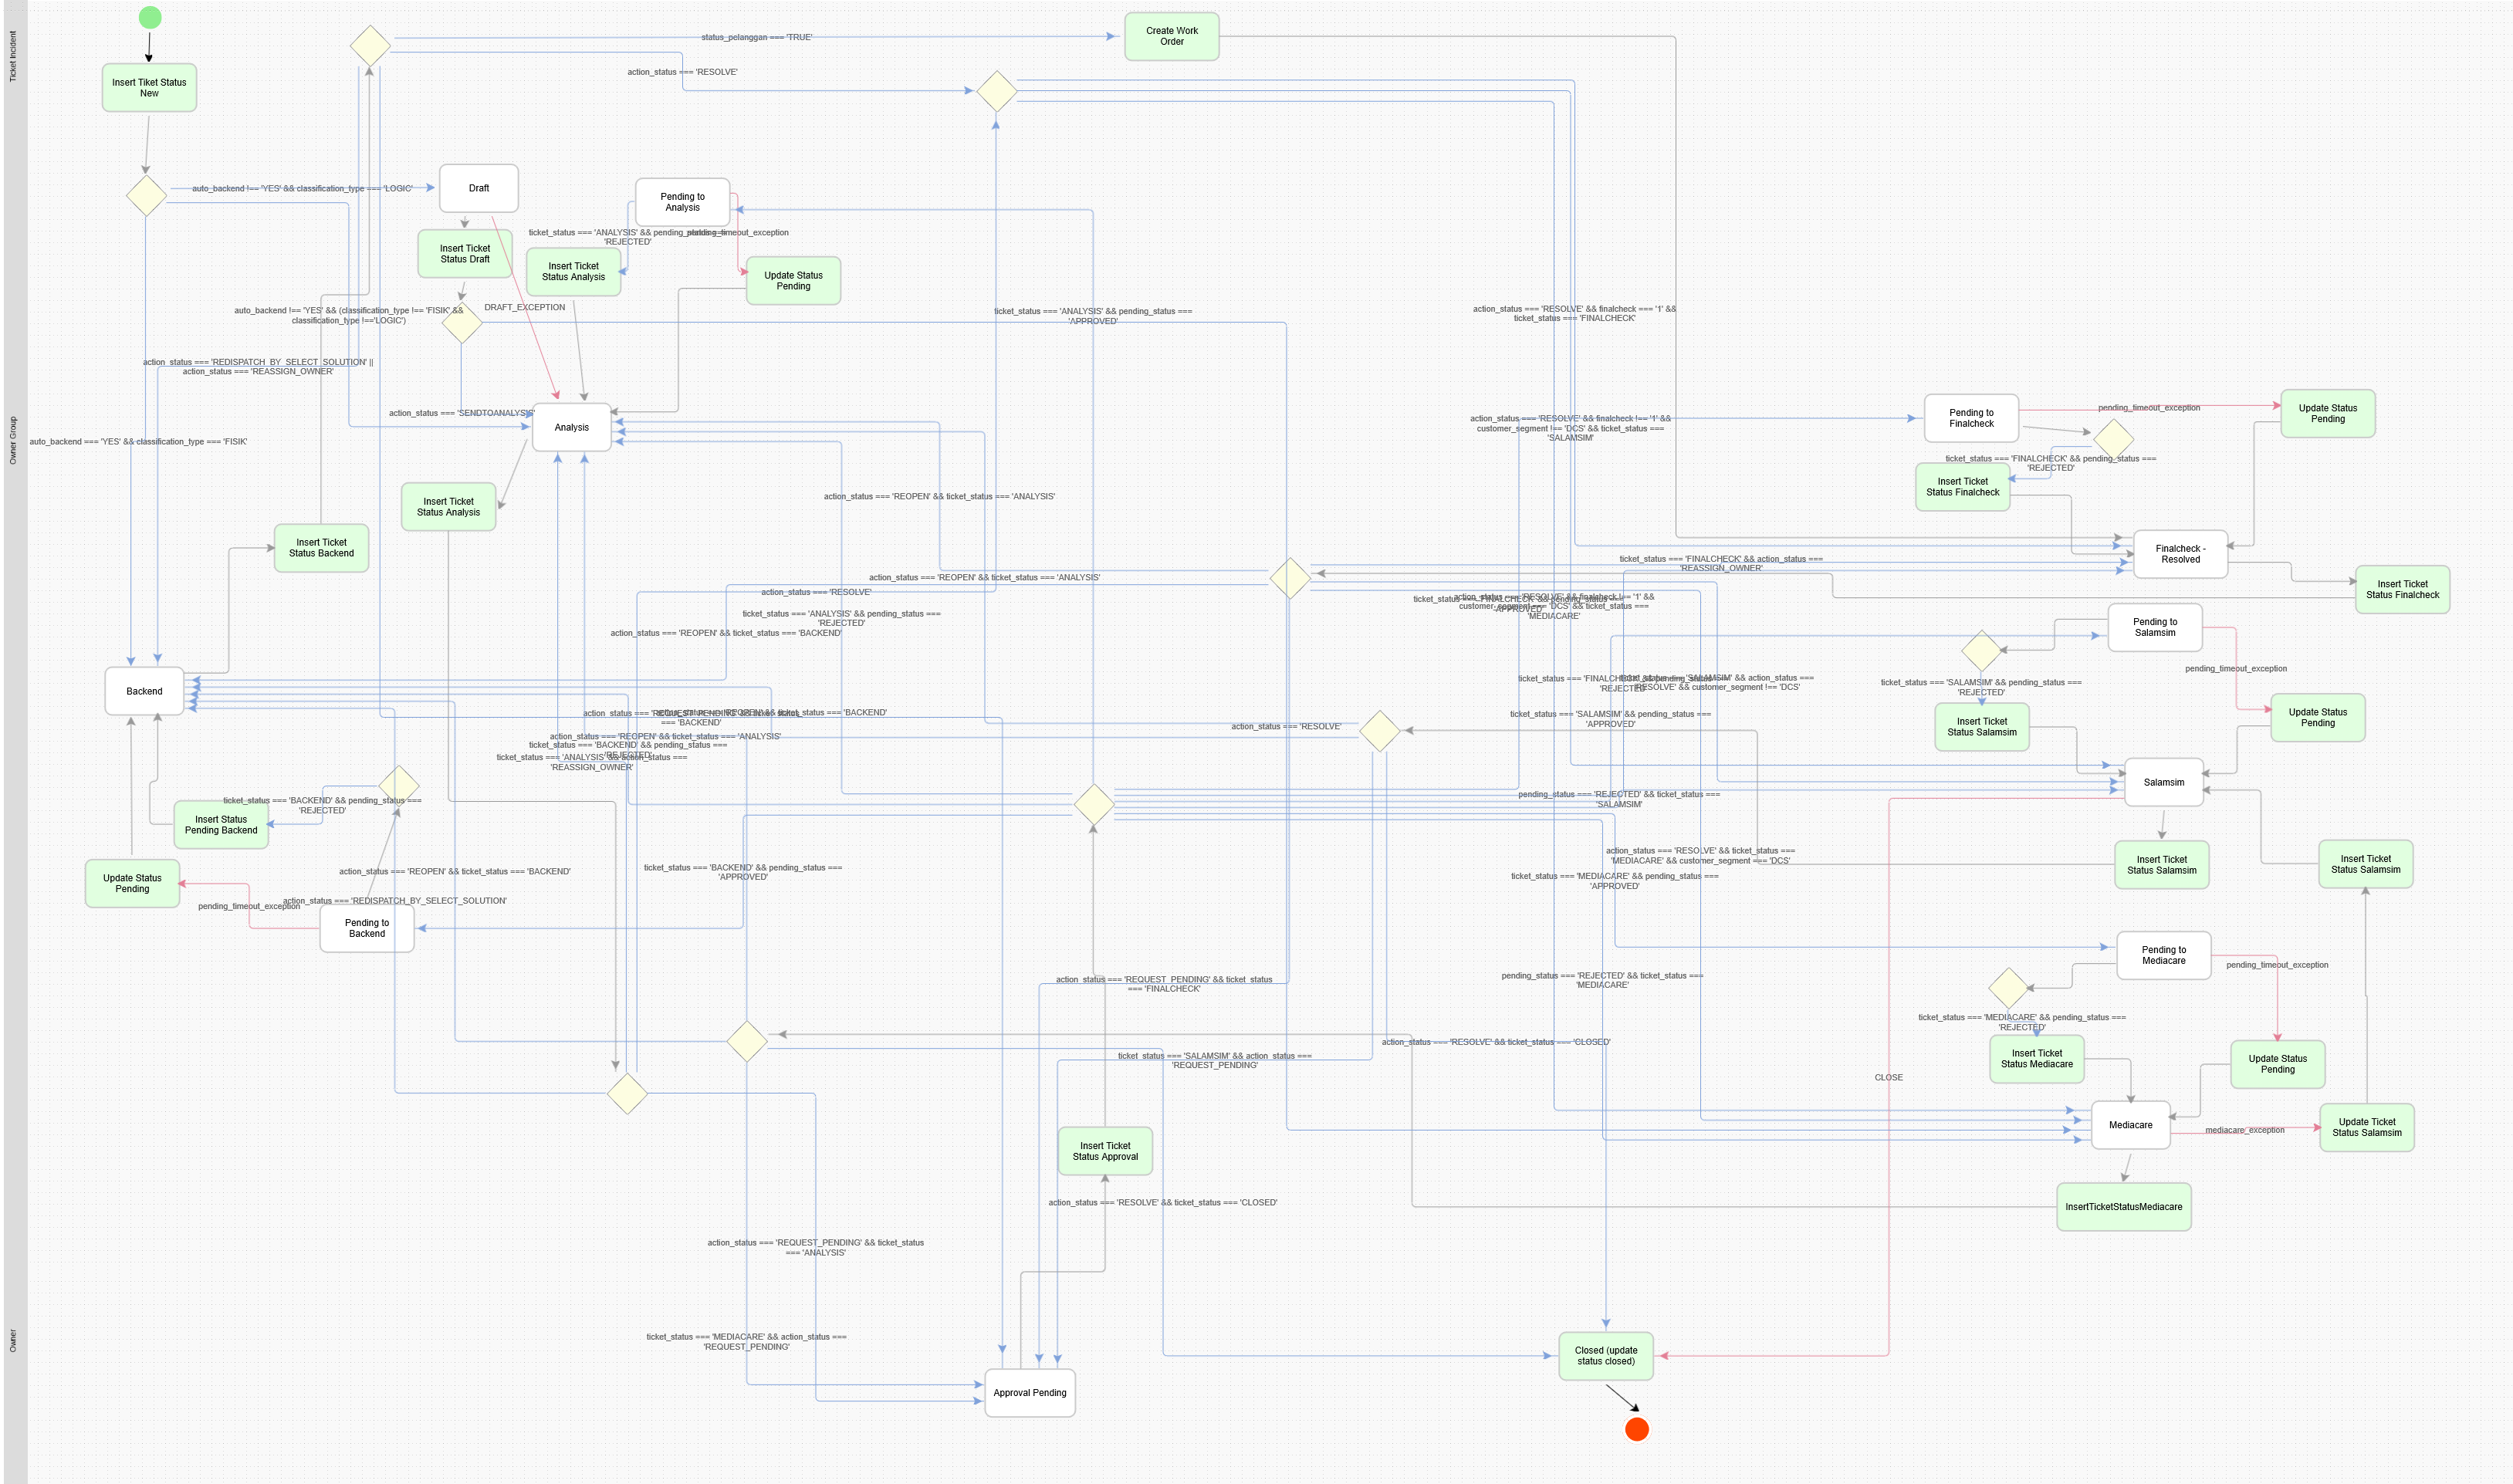 Ticket Incident
Owner Group
Owner
Insert Tiket Status
New
status_pelanggan === 'TRUE'
Create Work
Order
action_status === 'RESOLVE'
auto_backend !== 'YES' && classification_type === 'LOGIC'
Draft
Pending to
Analysis
ticket_status === 'ANALYSIS' && pending_status ===
'REJECTED'
pending_timeout_exception
Insert Ticket
Status Draft
Insert Ticket
Status Analysis
Update Status
Pending
auto_backend !== 'YES' && (classification_type !== 'FISIK' &&
classification_type !=='LOGIC')
DRAFT_EXCEPTION
ticket_status === 'ANALYSIS' && pending_status ===
'APPROVED'
action_status === 'RESOLVE' && finalcheck === '1' &&
ticket_status === 'FINALCHECK'
action_status === 'REDISPATCH_BY_SELECT_SOLUTION' ||
action_status === 'REASSIGN_OWNER'
action_status === 'SENDTOANALYSIS'
Analysis
auto_backend === 'YES' && classification_type === 'FISIK'
action_status === 'RESOLVE' && finalcheck !== '1' &&
customer_segment !== 'DCS' && ticket_status ===
'SALAMSIM'
Pending to
Finalcheck
pending_timeout_exception
Update Status
Pending
ticket_status === 'FINALCHECK' && pending_status ===
'REJECTED'
Insert Ticket
Status Finalcheck
Insert Ticket
Status Analysis
action_status === 'REOPEN' && ticket_status === 'ANALYSIS'
Insert Ticket
Status Backend
Finalcheck -
Resolved
ticket_status === 'FINALCHECK' && action_status ===
'REASSIGN_OWNER'
action_status === 'REOPEN' && ticket_status === 'ANALYSIS'
action_status === 'RESOLVE'
Insert Ticket
Status Finalcheck
action_status === 'RESOLVE' && finalcheck !== '1' &&
customer_segment === 'DCS' && ticket_status ===
'MEDIACARE'
ticket_status === 'FINALCHECK' && pending_status ===
'APPROVED'
ticket_status === 'ANALYSIS' && pending_status ===
'REJECTED'
action_status === 'REOPEN' && ticket_status === 'BACKEND'
Pending to
Salamsim
pending_timeout_exception
ticket_status === 'SALAMSIM' && pending_status ===
'REJECTED'
ticket_status === 'FINALCHECK' && pending_status ===
'REJECTED'
ticket_status === 'SALAMSIM' && action_status ===
'RESOLVE' && customer_segment !== 'DCS'
Backend
Insert Ticket
Status Salamsim
Update Status
Pending
action_status === 'REQUEST_PENDING' && ticket_status
=== 'BACKEND'
action_status === 'REOPEN' && ticket_status === 'BACKEND'
ticket_status === 'SALAMSIM' && pending_status ===
'APPROVED'
action_status === 'RESOLVE'
action_status === 'REOPEN' && ticket_status === 'ANALYSIS'
ticket_status === 'BACKEND' && pending_status ===
'REJECTED'
ticket_status === 'ANALYSIS' && action_status ===
'REASSIGN_OWNER'
Salamsim
ticket_status === 'BACKEND' && pending_status ===
'REJECTED'
pending_status === 'REJECTED' && ticket_status ===
'SALAMSIM'
Insert Status
Pending Backend
action_status === 'RESOLVE' && ticket_status ===
'MEDIACARE' && customer_segment === 'DCS'
Insert Ticket
Status Salamsim
Insert Ticket
Status Salamsim
Update Status
Pending
action_status === 'REOPEN' && ticket_status === 'BACKEND'
ticket_status === 'BACKEND' && pending_status ===
'APPROVED'
ticket_status === 'MEDIACARE' && pending_status ===
'APPROVED'
pending_timeout_exception
action_status === 'REDISPATCH_BY_SELECT_SOLUTION'
Pending to
Backend
Pending to
Mediacare
pending_timeout_exception
action_status === 'REQUEST_PENDING' && ticket_status
=== 'FINALCHECK'
pending_status === 'REJECTED' && ticket_status ===
'MEDIACARE'
ticket_status === 'MEDIACARE' && pending_status ===
'REJECTED'
action_status === 'RESOLVE' && ticket_status === 'CLOSED'
ticket_status === 'SALAMSIM' && action_status ===
'REQUEST_PENDING'
Insert Ticket
Status Mediacare
Update Status
Pending
CLOSE
Mediacare
mediacare_exception
Update Ticket
Status Salamsim
Insert Ticket
Status Approval
action_status === 'RESOLVE' && ticket_status === 'CLOSED'
InsertTicketStatusMediacare
action_status === 'REQUEST_PENDING' && ticket_status
=== 'ANALYSIS'
ticket_status === 'MEDIACARE' && action_status ===
'REQUEST_PENDING'
Closed (update
status closed)
Approval Pending